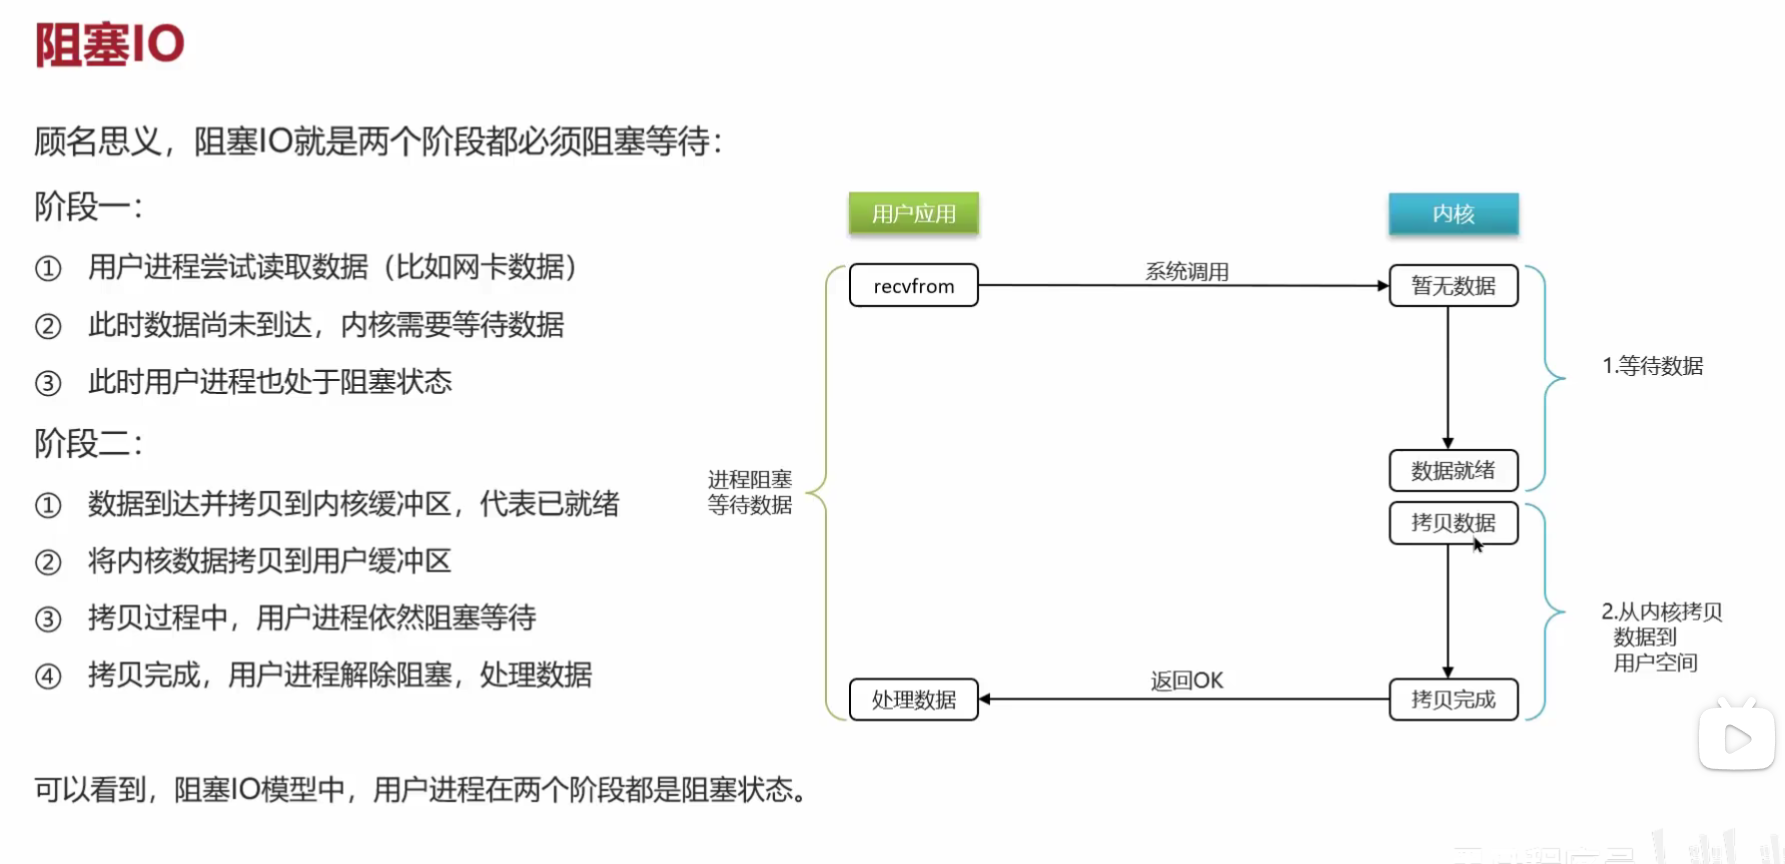 阻塞IO
顾名思义，阻塞IO就是两个阶段都必须阻塞等待：
阶段一：
① 用户进程尝试读取数据（比如网卡数据）
② 此时数据尚未到达，内核需要等待数据
③ 此时用户进程也处于阻塞状态
阶段二：
① 数据到达并拷贝到内核缓冲区，代表已就绪
② 将内核数据拷贝到用户缓冲区
③ 拷贝过程中，用户进程依然阻塞等待
④ 拷贝完成，用户进程解除阻塞，处理数据
可以看到，阻塞IO模型中，用户进程在两个阶段都是阻塞状态。
用户应用
内核
recvfrom
系统调用
暂无数据
1.等待数据
数据就绪
进程阻塞
等待数据
拷贝数据
2.从内核拷贝
数据到
用户空间
处理数据
返回OK
拷贝完成